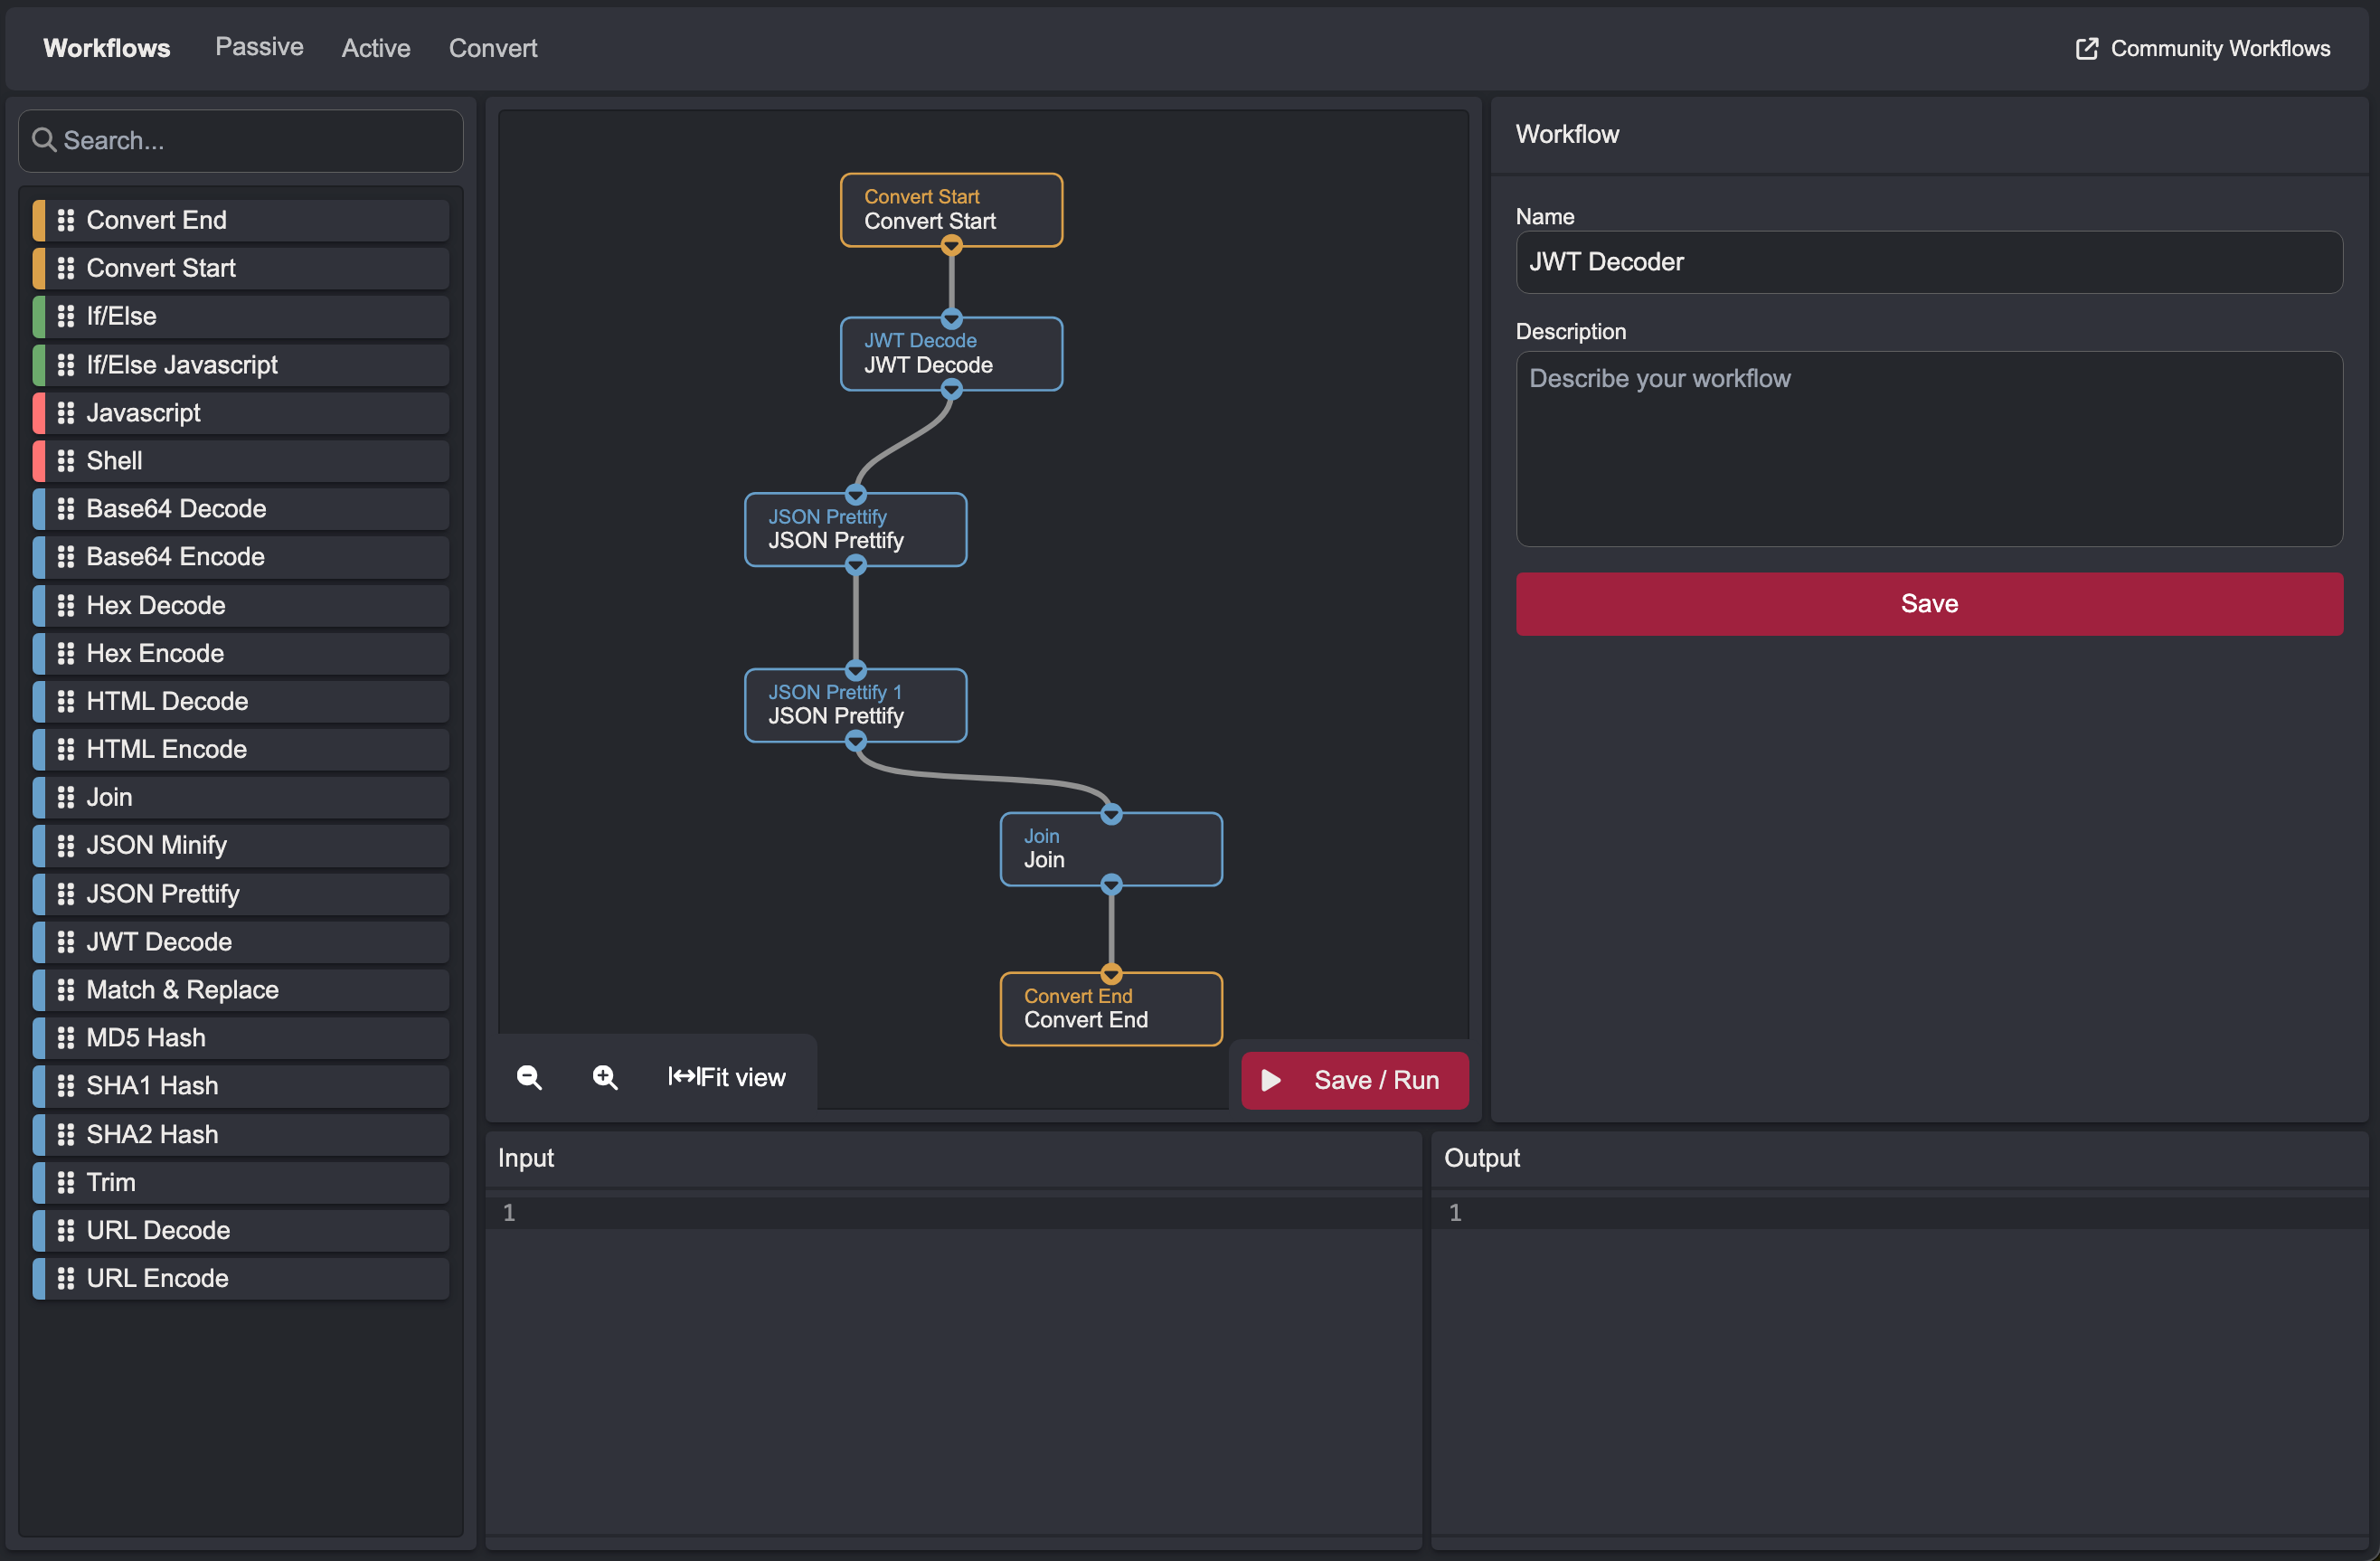 Workflows
Passive
Active
Convert
Community Workflows
Search...
Convert End
Convert Start
If/Else
If/Else Javascript
Javascript
Shell
Base64 Decode
Base64 Encode
Hex Decode
Hex Encode
HTML Decode
HTML Encode
Join
JSON Minify
JSON Prettify
JWT Decode
Match & Replace
MD5 Hash
SHA1 Hash
SHA2 Hash
Trim
URL Decode
URL Encode
Convert Start
Convert Start
JWT Decode
JWT Decode
JSON Prettify
JSON Prettify
JSON Prettify 1
JSON Prettify
Join
Join
Convert End
Convert End
Fit view
Save / Run
Workflow
Name
JWT Decoder
Description
Describe your workflow
Save
Input
1
Output
1